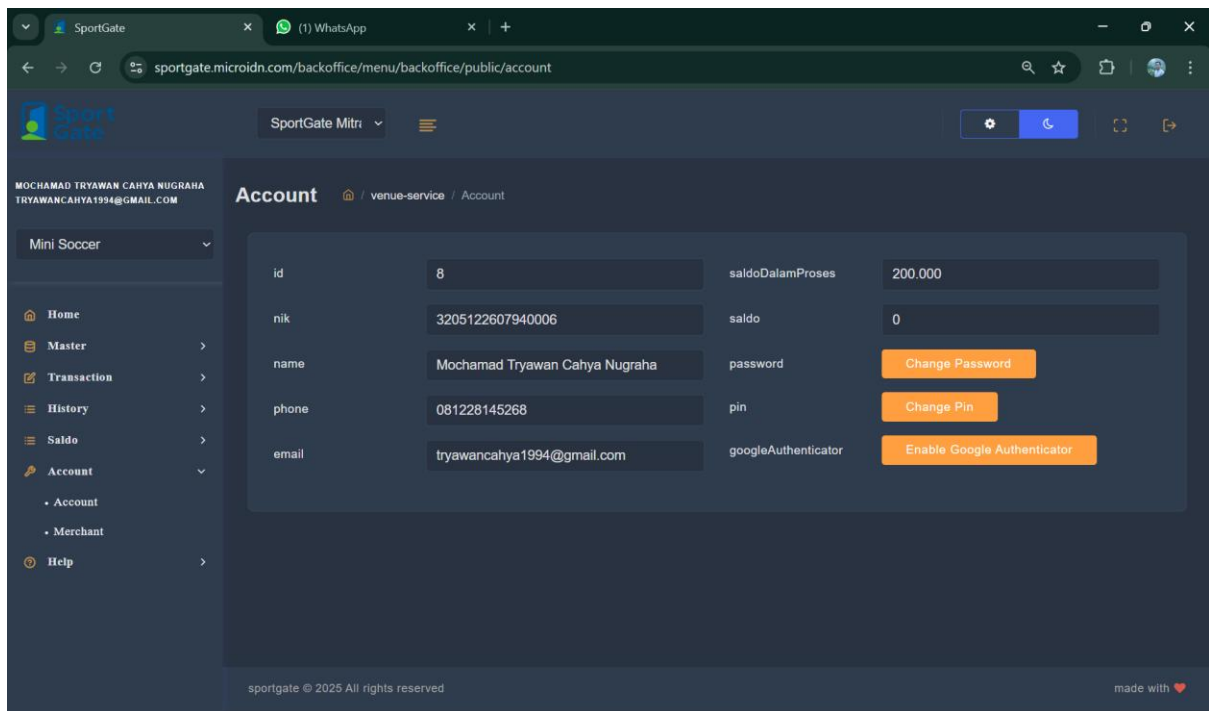 SportGate
(1) WhatsApp
sportgate.microidn.com/backoffice/menu/backoffice/public/account
Sport
Gate
SportGate Mitra
MOCHAMAD TRYAWAN CAHYA NUGRAHA
TRYAWANCAHYA1994@GMAIL.COM
Mini Soccer
Home
Master
Transaction
History
Saldo
Account
• Account
• Merchant
Help
Account / venue-service / Account
id 8
nik 3205122607940006
name Mochamad Tryawan Cahya Nugraha
phone 081228145268
email tryawancahya1994@gmail.com
saldoDalamProses 200.000
saldo 0
password Change Password
pin Change Pin
googleAuthenticator Enable Google Authenticator
sportgate © 2025 All rights reserved
made with